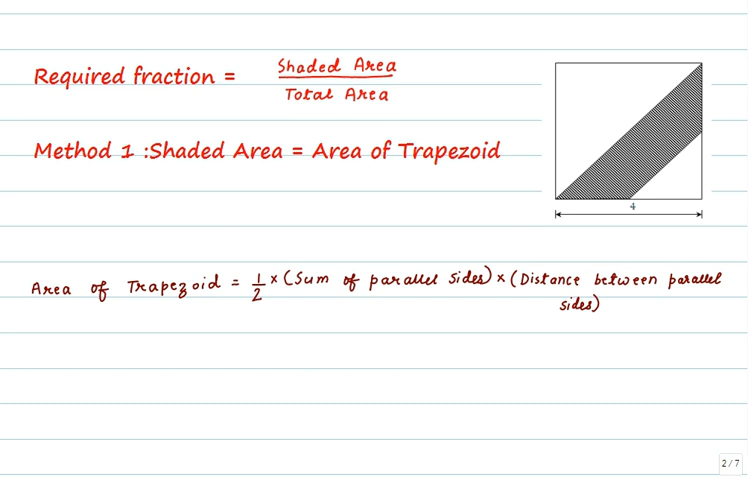 Required fraction = Shaded Area
Total Area
Method 1 :Shaded Area = Area of Trapezoid
4
Area of Trapezoid = 1/2 × (Sum of parallel sides) × (Distance between parallel
sides)
2 / 7